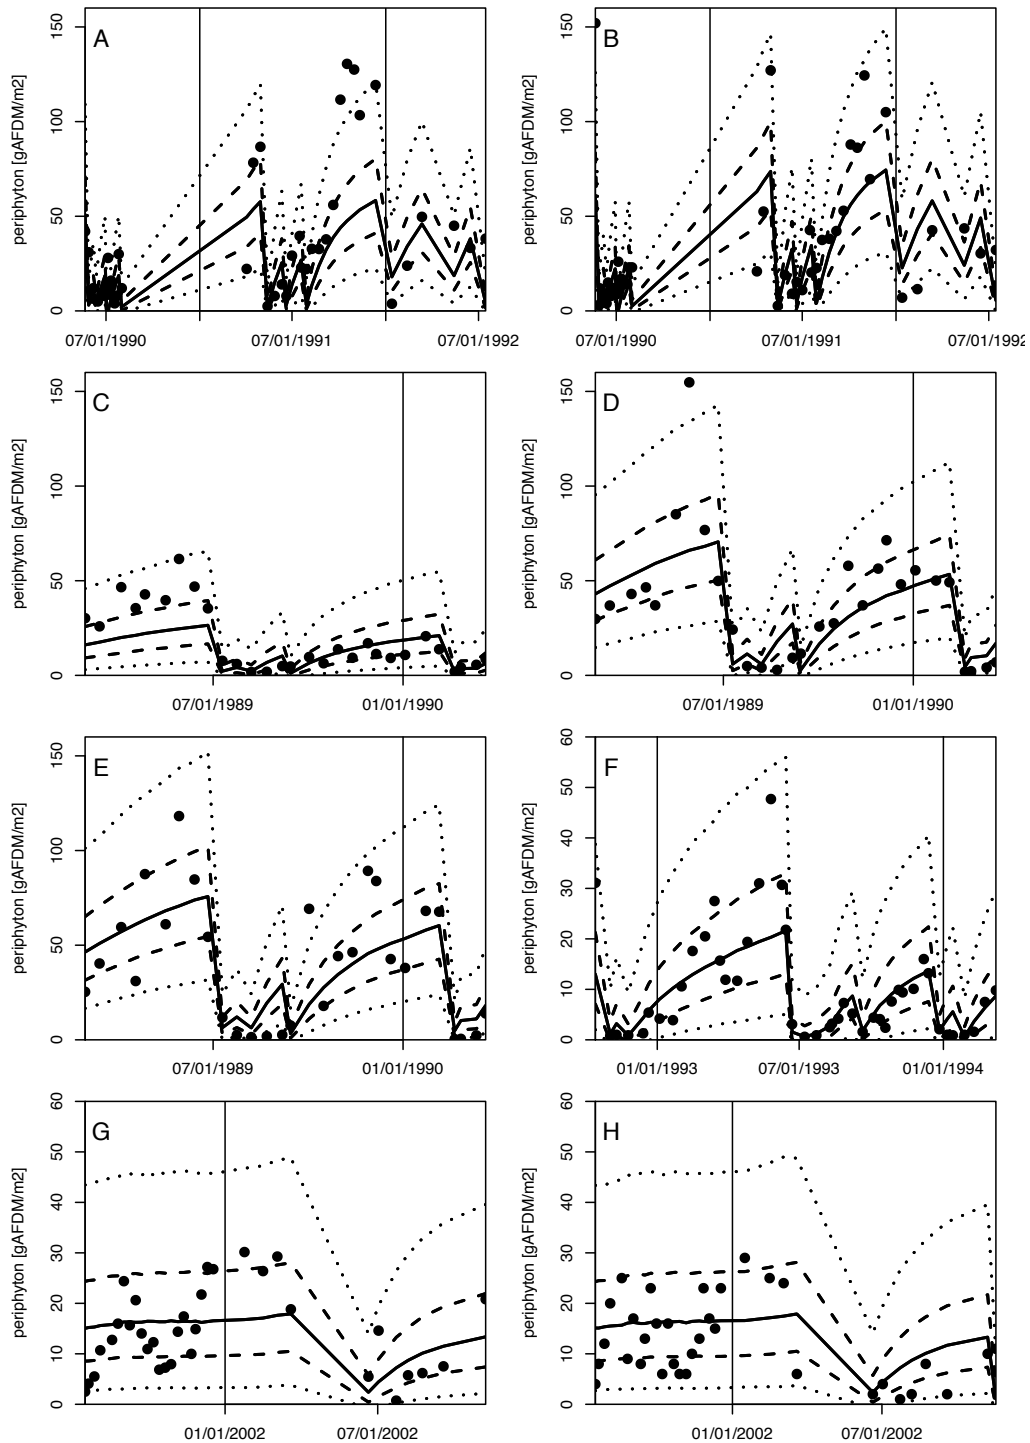 A
periphyton [gAFDM/m2]
0 50 100 150
07/01/1990 07/01/1991 07/01/1992
B
periphyton [gAFDM/m2]
0 50 100 150
07/01/1990 07/01/1991 07/01/1992
C
periphyton [gAFDM/m2]
0 50 100 150
07/01/1989 01/01/1990
D
periphyton [gAFDM/m2]
0 50 100 150
07/01/1989 01/01/1990
E
periphyton [gAFDM/m2]
0 50 100 150
07/01/1989 01/01/1990
F
periphyton [gAFDM/m2]
0 10 20 30 40 50 60
01/01/1993 07/01/1993 01/01/1994
G
periphyton [gAFDM/m2]
0 10 20 30 40 50 60
01/01/2002 07/01/2002
H
periphyton [gAFDM/m2]
0 10 20 30 40 50 60
01/01/2002 07/01/2002